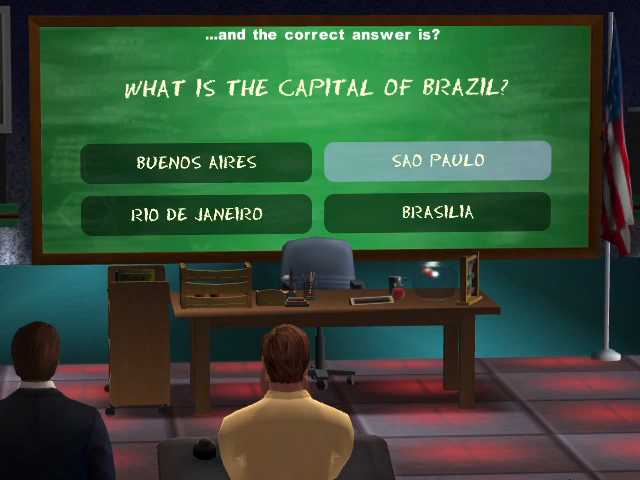 ...and the correct answer is?
WHAT IS THE CAPITAL OF BRAZIL?
BUENOS AIRES
SAO PAULO
RIO DE JANEIRO
BRASILIA